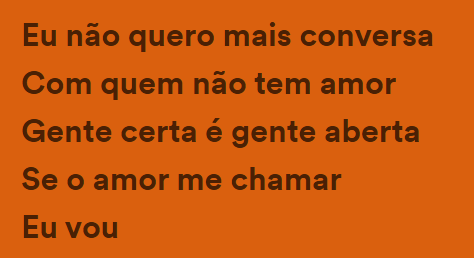 Eu não quero mais conversa
Com quem não tem amor
Gente certa é gente aberta
Se o amor me chamar
Eu vou